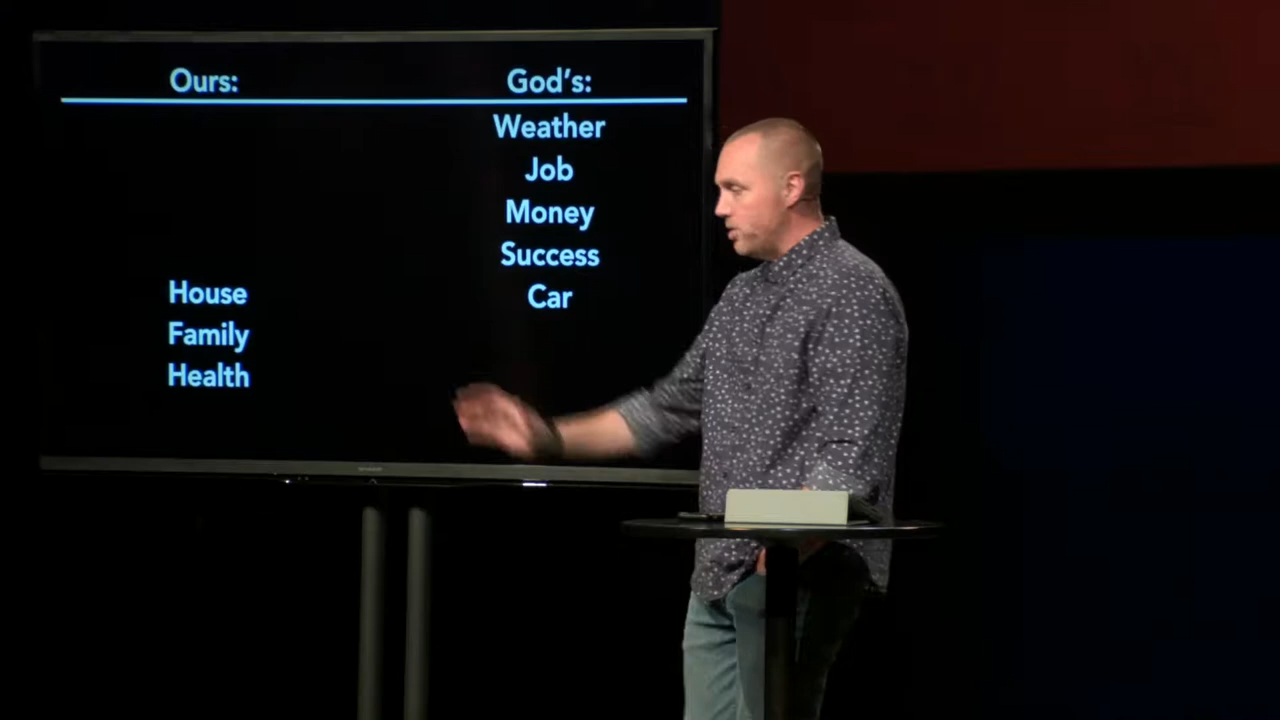 Ours: God's:
Weather
Job
Money
Success
House Car
Family
Health